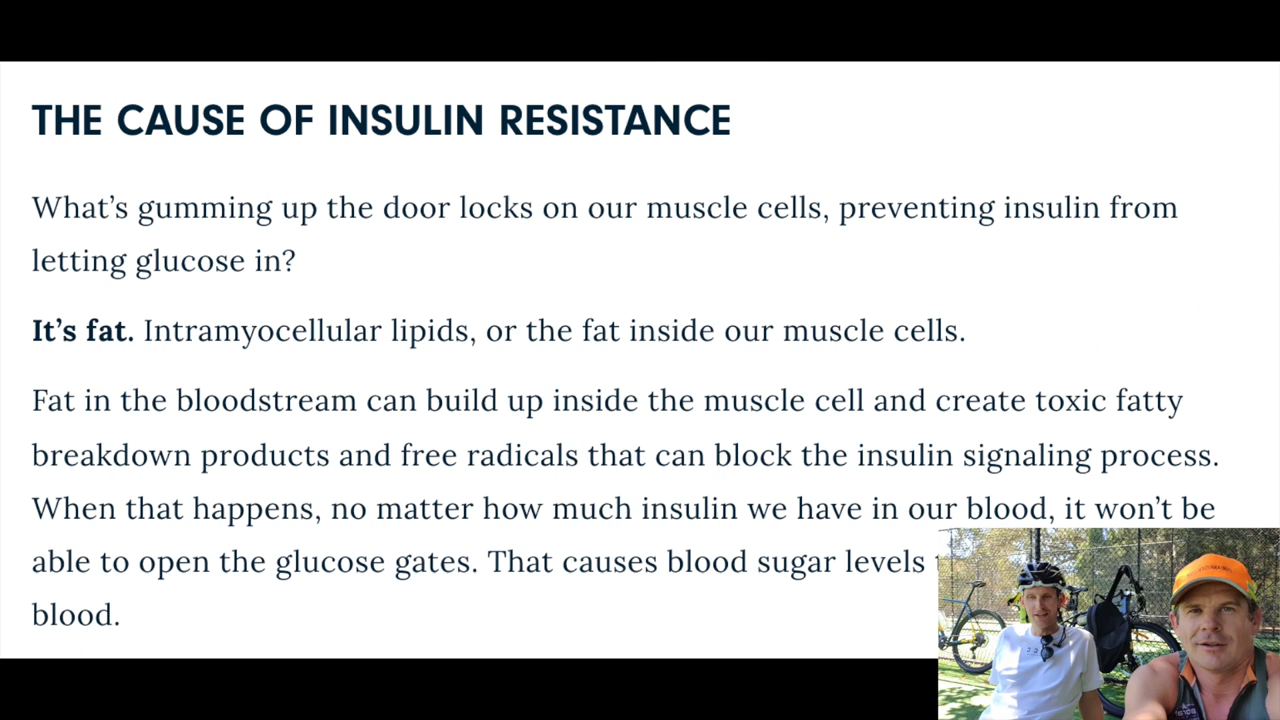 THE CAUSE OF INSULIN RESISTANCE
What’s gumming up the door locks on our muscle cells, preventing insulin from
letting glucose in?
It’s fat. Intramyocellular lipids, or the fat inside our muscle cells.
Fat in the bloodstream can build up inside the muscle cell and create toxic fatty
breakdown products and free radicals that can block the insulin signaling process.
When that happens, no matter how much insulin we have in our blood, it won’t be
able to open the glucose gates. That causes blood sugar levels
blood.